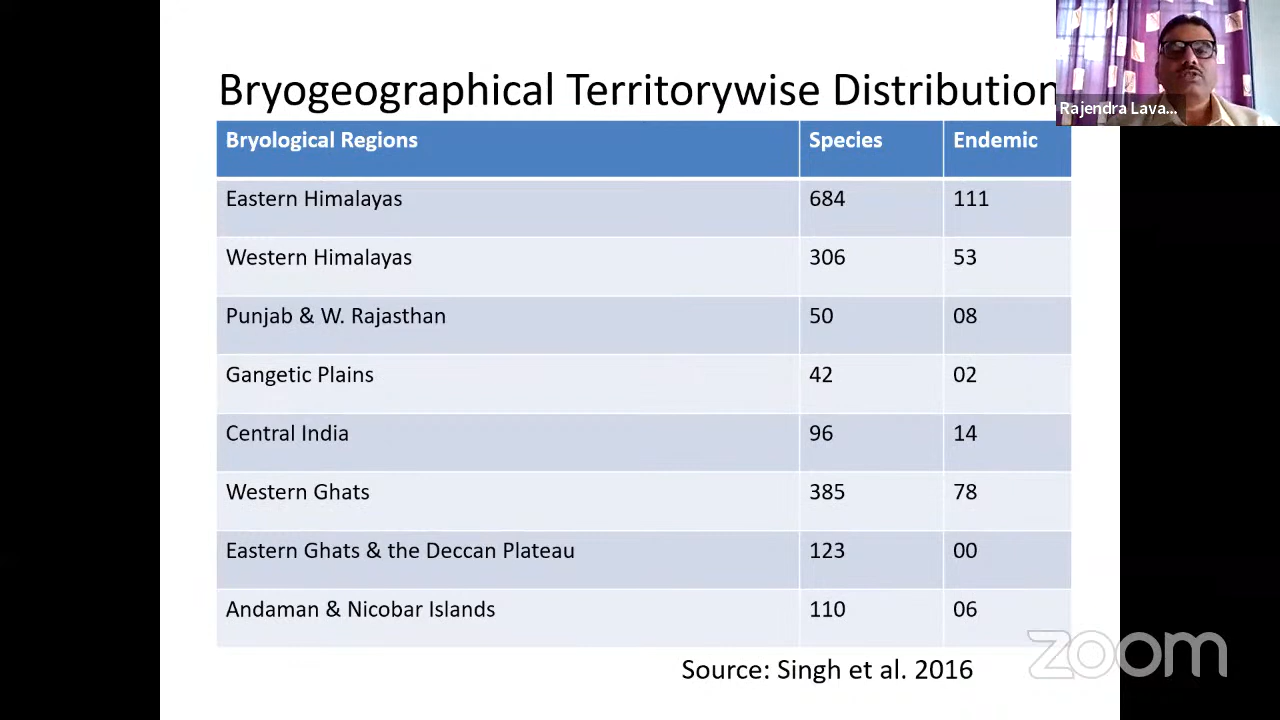 Bryogeographical Territorywise Distribution
Rajendra Lava...
Bryological Regions Species Endemic
Eastern Himalayas 684 111
Western Himalayas 306 53
Punjab & W. Rajasthan 50 08
Gangetic Plains 42 02
Central India 96 14
Western Ghats 385 78
Eastern Ghats & the Deccan Plateau 123 00
Andaman & Nicobar Islands 110 06
zoom
Source: Singh et al. 2016